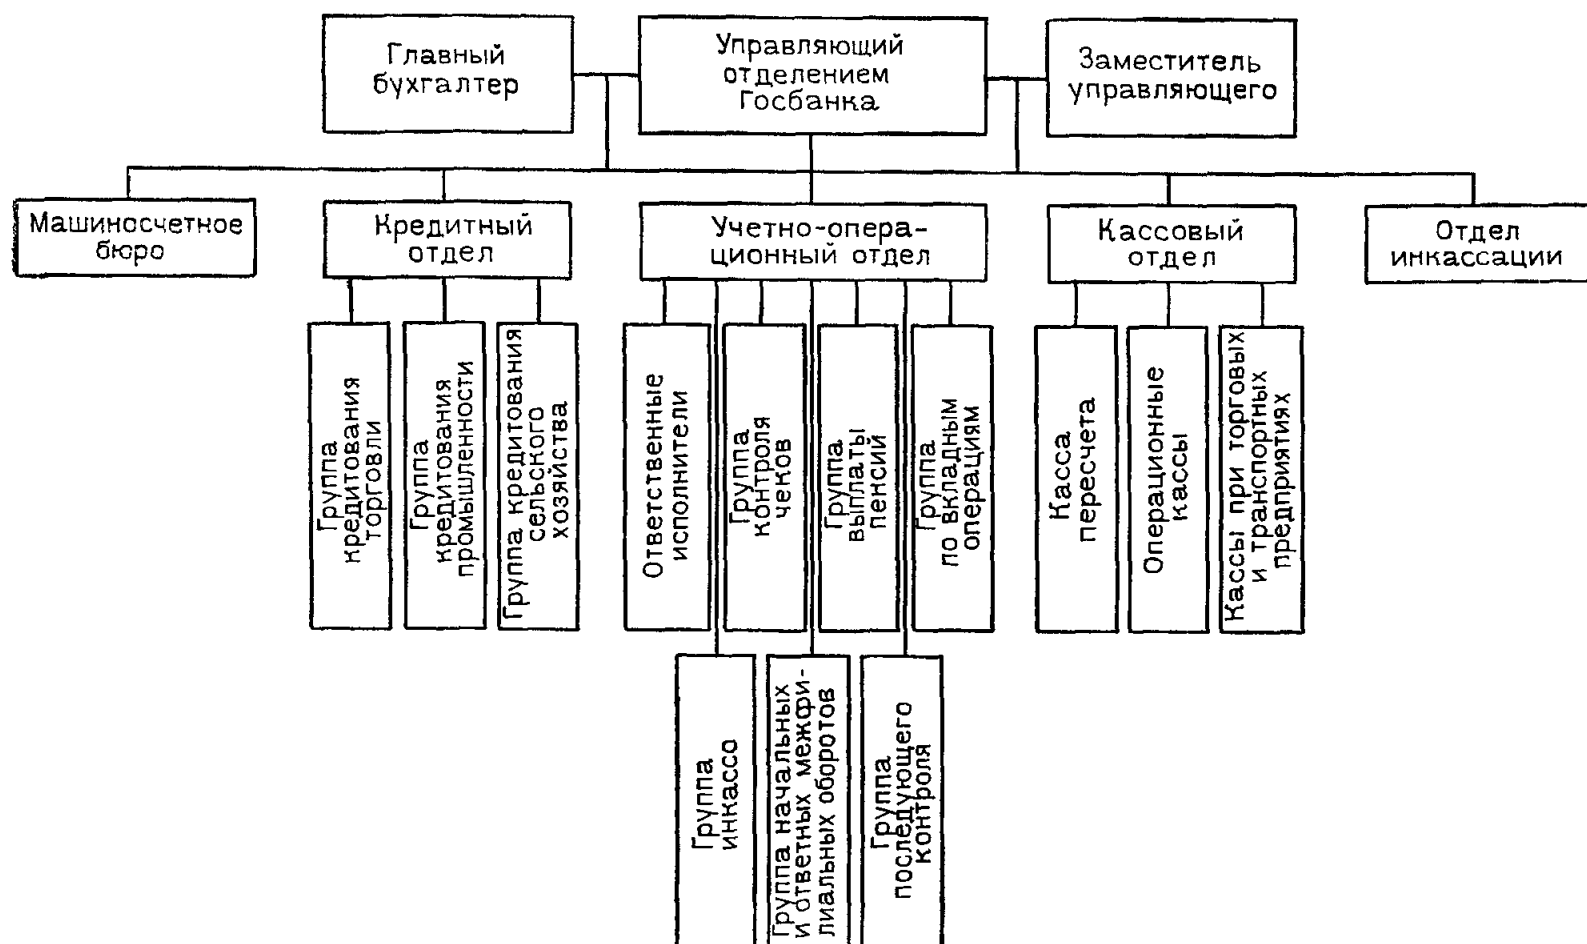 Главный
бухгалтер
Управляющий
отделением
Госбанка
Заместитель
управляющего
Машиносчетное
бюро
Кредитный
отдел
Учетно-опера-
ционный отдел
Кассовый
отдел
Отдел
инкассации
Группа
кредитования
торговли
Группа
кредитования
промышленности
Группа кредитования
сельского
хозяйства
Ответственные
исполнители
Группа
контроля
чеков
Группа
выплаты
пенсий
Группа
по вкладным
операциям
Касса
пересчета
Операционные
кассы
Кассы при торговых
и транспортных
предприятиях
Группа
инкассо
Группа начальных
и ответных межфи-
лиальных оборотов
Группа
последующего
контроля